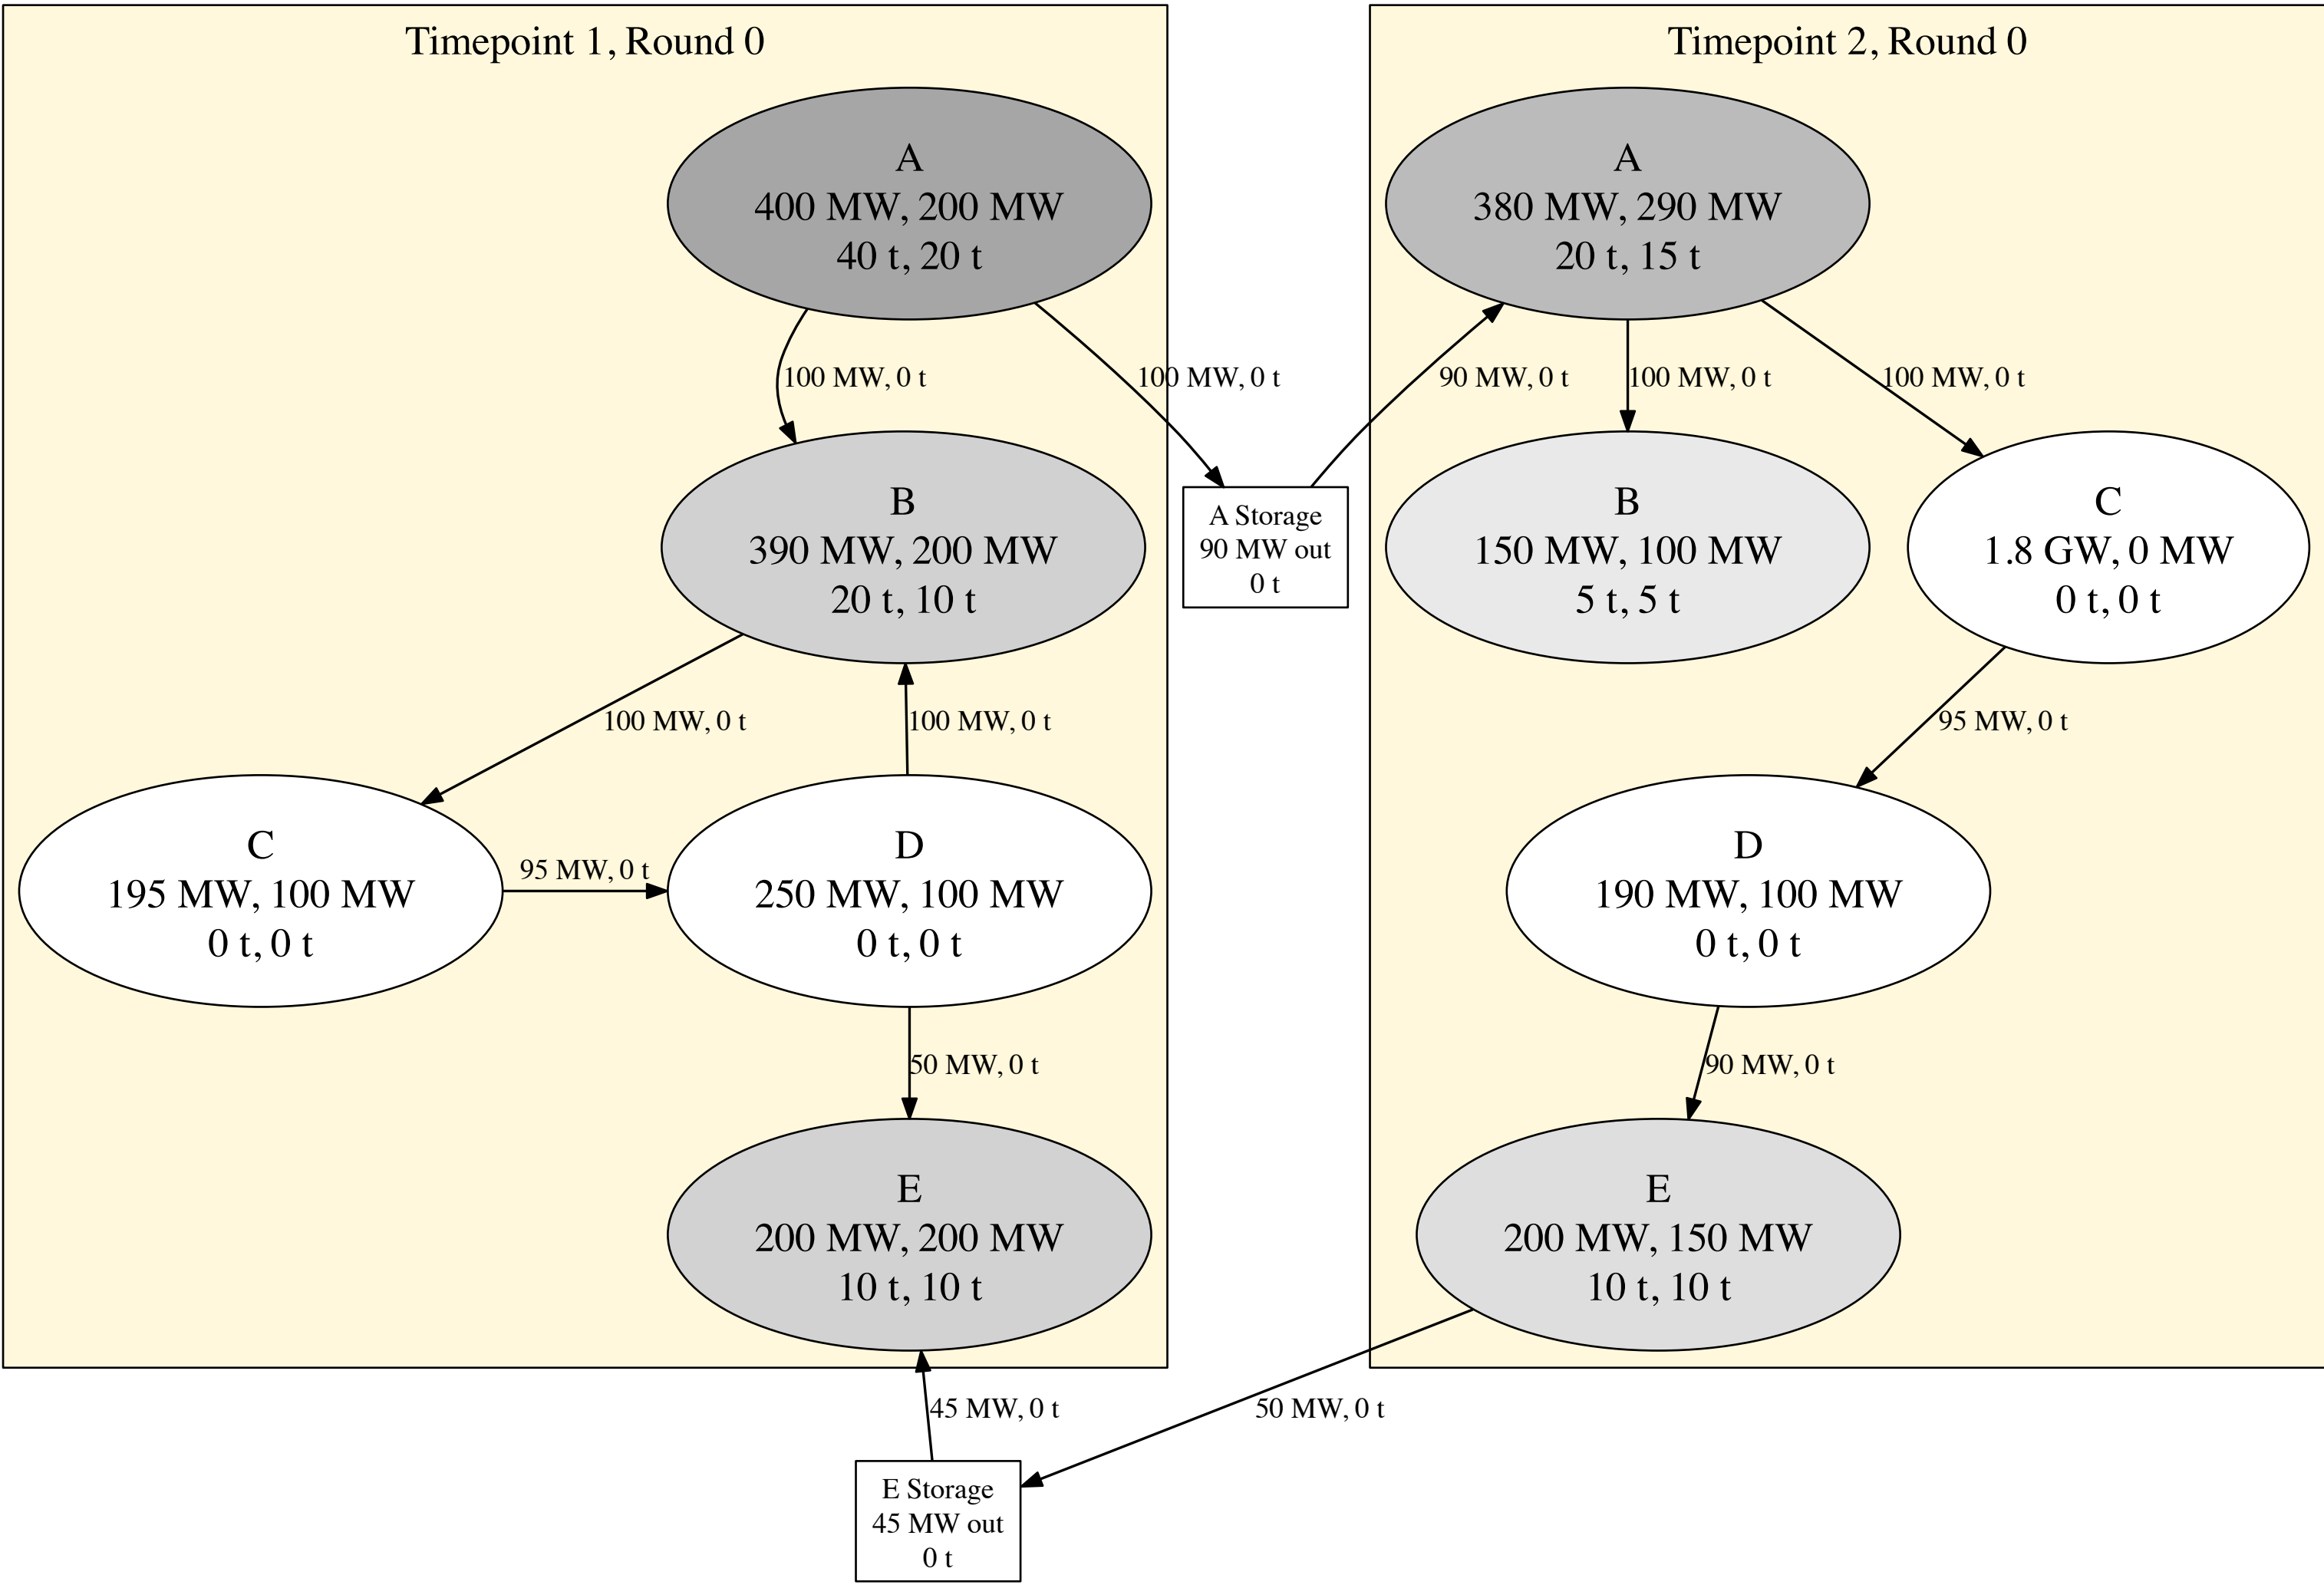 Timepoint 1, Round 0
A
400 MW, 200 MW
40 t, 20 t
100 MW, 0 t
100 MW, 0 t
B
390 MW, 200 MW
20 t, 10 t
100 MW, 0 t
100 MW, 0 t
C
195 MW, 100 MW
0 t, 0 t
95 MW, 0 t
D
250 MW, 100 MW
0 t, 0 t
50 MW, 0 t
E
200 MW, 200 MW
10 t, 10 t
A Storage
90 MW out
0 t
Timepoint 2, Round 0
A
380 MW, 290 MW
20 t, 15 t
90 MW, 0 t
100 MW, 0 t
100 MW, 0 t
B
150 MW, 100 MW
5 t, 5 t
C
1.8 GW, 0 MW
0 t, 0 t
95 MW, 0 t
D
190 MW, 100 MW
0 t, 0 t
90 MW, 0 t
E
200 MW, 150 MW
10 t, 10 t
45 MW, 0 t
50 MW, 0 t
E Storage
45 MW out
0 t